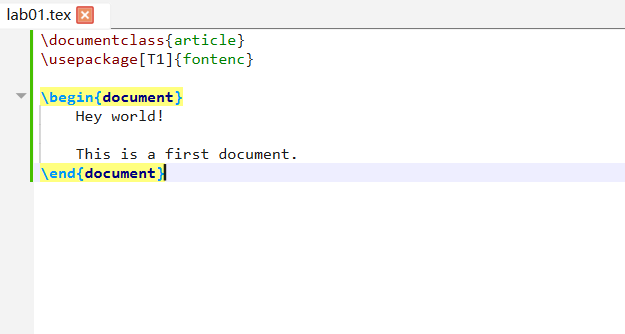 lab01.tex
\documentclass{article}
\usepackage[T1]{fontenc}
\begin{document}
Hey world!
This is a first document.
\end{document}